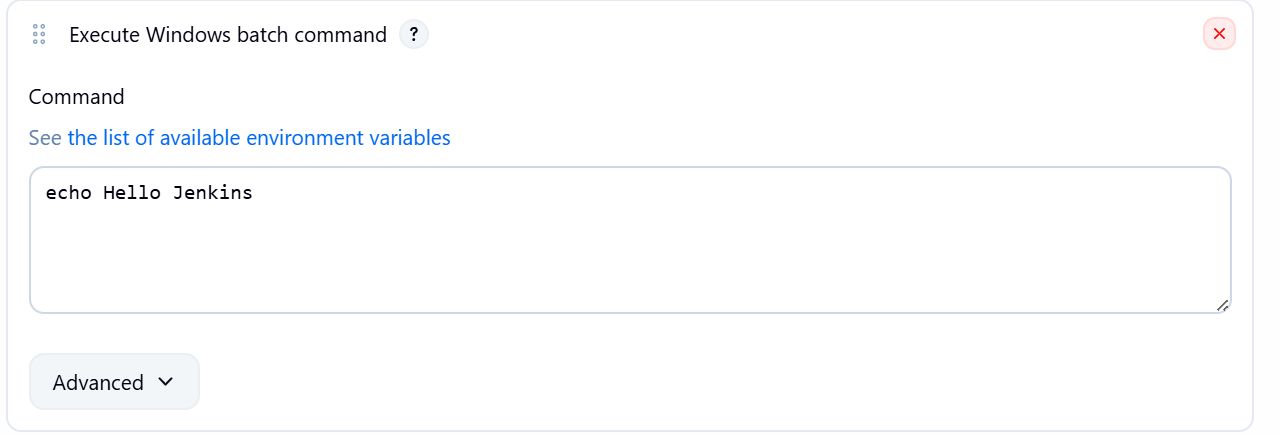 Execute Windows batch command ?
Command
See the list of available environment variables
echo Hello Jenkins
Advanced